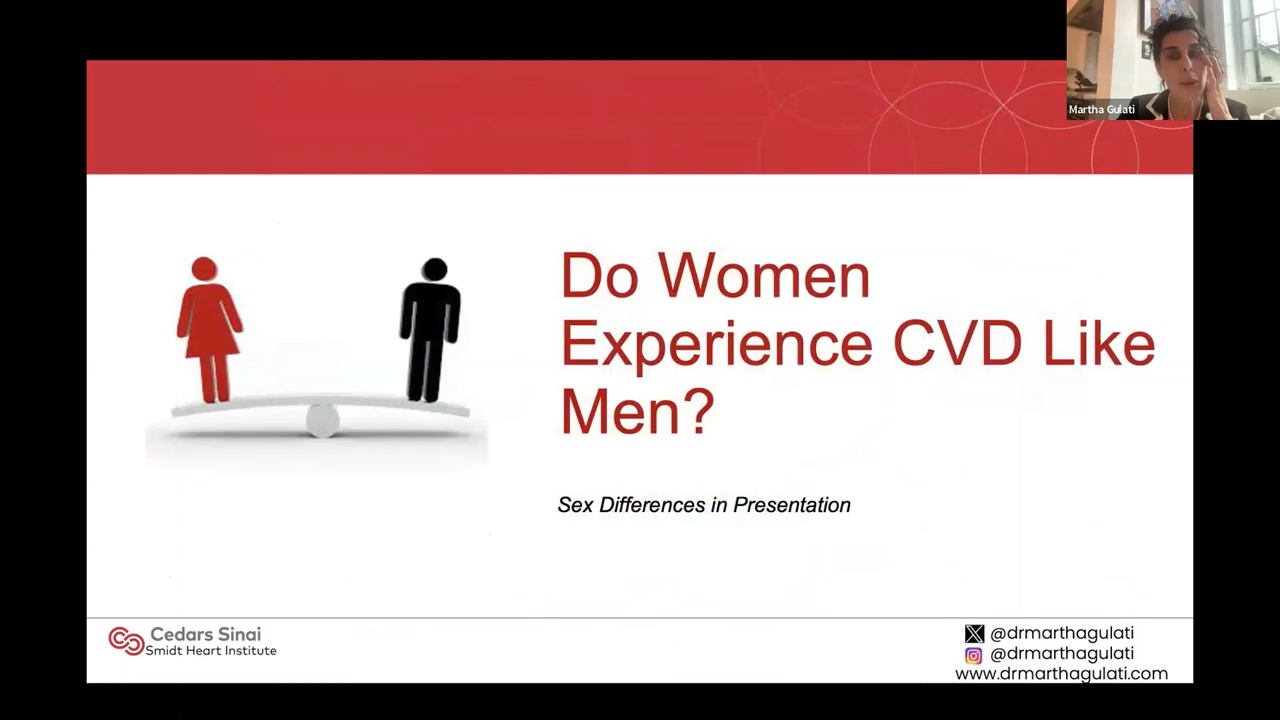 Martha Gulati
Do Women
Experience CVD Like
Men?
Sex Differences in Presentation
Cedars Sinai
Smidt Heart Institute
@drmarthagulati
@drmarthagulati
www.drmarthagulati.com